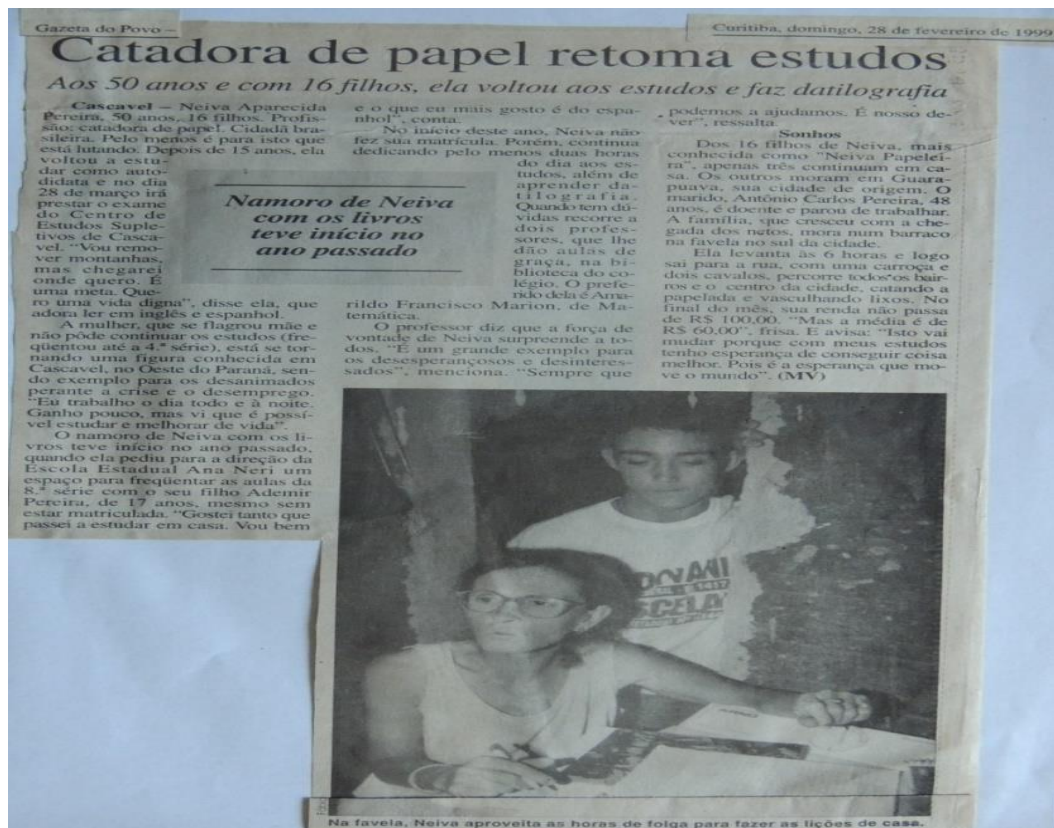 Gazeta do Povo –
Curitiba, domingo, 28 de fevereiro de 1999
Catadora de papel retoma estudos
Aos 50 anos e com 16 filhos, ela voltou aos estudos e faz datilografia
Cascavel – Neiva Aparecida
Pereira, 50 anos, 16 filhos. Profis-
são: catadora de papel. Cidadã bra-
sileira. Pelo menos é para isto que
está lutando. Depois de 15 anos, ela
voltou a estu-
dar como auto-
didata e no dia
28 de março irá
prestar o exame
do Centro de
Estudos Suple-
tivos de Casca-
vel. "Vou remo-
ver montanhas,
mas chegarei
onde quero. É
uma meta. Que-
ro uma vida digna", disse ela, que
adora ler em inglês e espanhol.
A mulher, que se flagrou mãe e
não pôde continuar os estudos (fre-
qüentou até a 4.ª série), está se tor-
nando uma figura conhecida em
Cascavel, no Oeste do Paraná, sen-
do exemplo para os desanimados
perante a crise e o desemprego.
"Eu trabalho o dia todo e à noite.
Ganho pouco, mas vi que é possí-
vel estudar e melhorar de vida".
O namoro de Neiva com os li-
vros teve início no ano passado,
quando ela pediu para a direção da
Escola Estadual Ana Neri um
espaço para freqüentar as aulas da
8.ª série com o seu filho Ademir
Pereira, de 17 anos, mesmo sem
estar matriculada. "Gostei tanto que
passei a estudar em casa. Vou bem
e o que eu mais gosto é do espa-
nhol", conta.
No início deste ano, Neiva não
fez sua matrícula. Porém, continua
dedicando pelo menos duas horas
do dia aos es-
tudos, além de
aprender da-
tilografia.
Quando tem dú-
vidas recorre a
dois profes-
sores, que lhe
dão aulas de
graça, na bi-
blioteca do co-
légio. O prefe-
rido dela é Ama-
rildo Francisco Marion, de Ma-
temática.
O professor diz que a força de
vontade de Neiva surpreende a to-
dos. "É um grande exemplo para
os desesperançosos e desinteres-
sados", menciona. "Sempre que
Namoro de Neiva
com os livros
teve início no
ano passado
podemos a ajudamos. É nosso de-
ver", ressalta.
Sonhos
Dos 16 filhos de Neiva, mais
conhecida como "Neiva Papelei-
ra", apenas três continuam em ca-
sa. Os outros moram em Guara-
puava, sua cidade de origem. O
marido, Antônio Carlos Pereira, 48
anos, é doente e parou de trabalhar.
A família, que cresceu com a che-
gada dos netos, mora num barraco
na favela no sul da cidade.
Ela levanta às 6 horas e logo
sai para a rua, com uma carroça e
dois cavalos, percorre todos os bair-
ros e o centro da cidade, catando a
papelada e vasculhando lixos. No
final do mês, sua renda não passa
de R$ 100,00. "Mas a média é de
R$ 60,00", frisa. E avisa: "Isto vai
mudar porque com meus estudos
tenho esperança de conseguir coisa
melhor. Pois é a esperança que mo-
ve o mundo". (MV)
Na favela, Neiva aproveita as horas de folga para fazer as lições de casa.